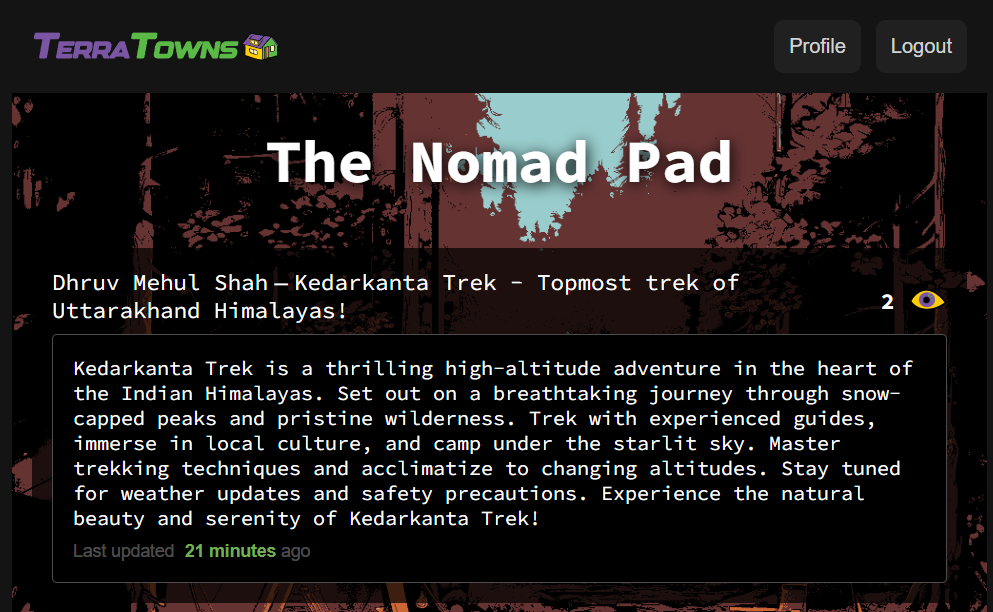 TERRATOWNS
Profile
Logout
The Nomad Pad
Dhruv Mehul Shah — Kedarkanta Trek - Topmost trek of
Uttarakhand Himalayas!
2
Kedarkanta Trek is a thrilling high-altitude adventure in the heart of
the Indian Himalayas. Set out on a breathtaking journey through snow-
capped peaks and pristine wilderness. Trek with experienced guides,
immerse in local culture, and camp under the starlit sky. Master
trekking techniques and acclimatize to changing altitudes. Stay tuned
for weather updates and safety precautions. Experience the natural
beauty and serenity of Kedarkanta Trek!
Last updated 21 minutes ago